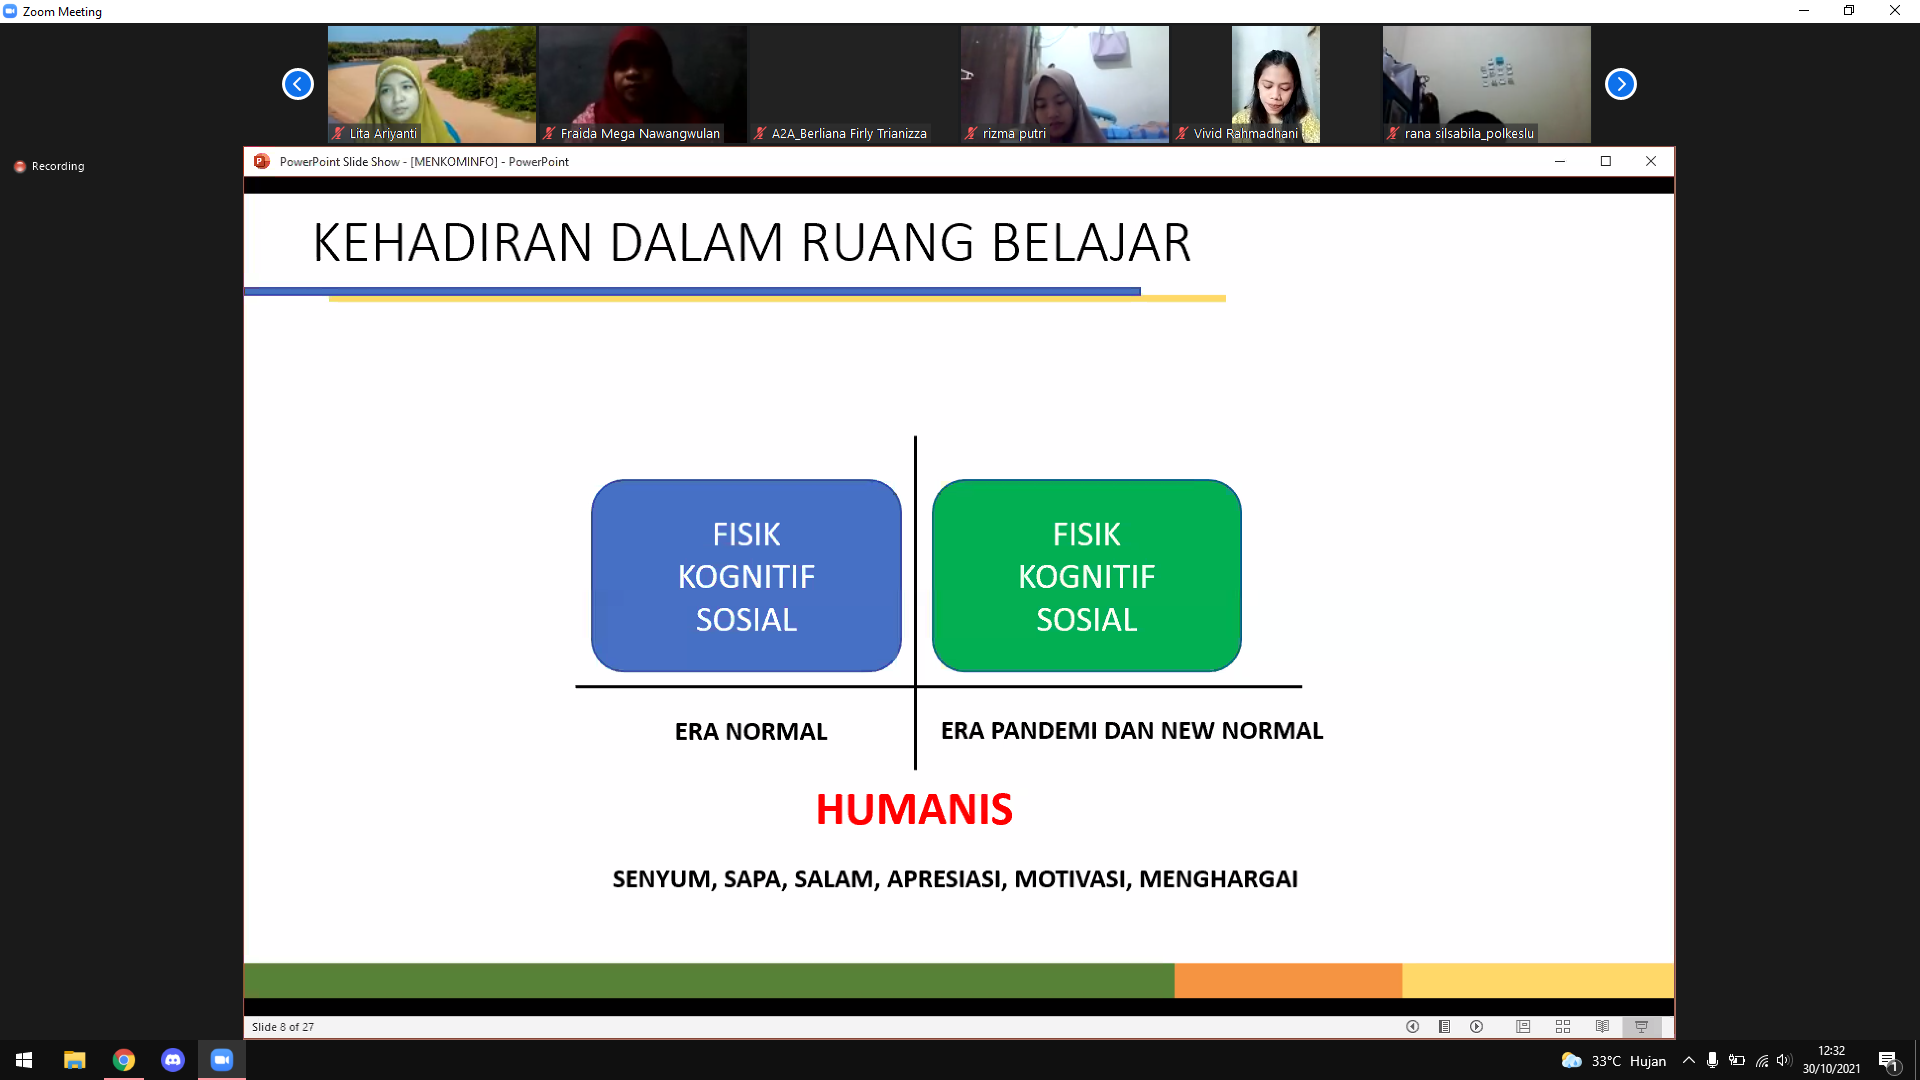 Zoom Meeting
Lita Ariyanti
Fraida Mega Nawangwulan
A2A_Berliana Firly Trianizza
rizma putri
Vivid Rahmadhani
rana silsabila_polkeslu
Recording
PowerPoint Slide Show - [MENKOMINFO] - PowerPoint
KEHADIRAN DALAM RUANG BELAJAR
FISIK
KOGNITIF
SOSIAL
FISIK
KOGNITIF
SOSIAL
ERA NORMAL
ERA PANDEMI DAN NEW NORMAL
HUMANIS
SENYUM, SAPA, SALAM, APRESIASI, MOTIVASI, MENGHARGAI
Slide 8 of 27
33°C Hujan
12:32
30/10/2021
1